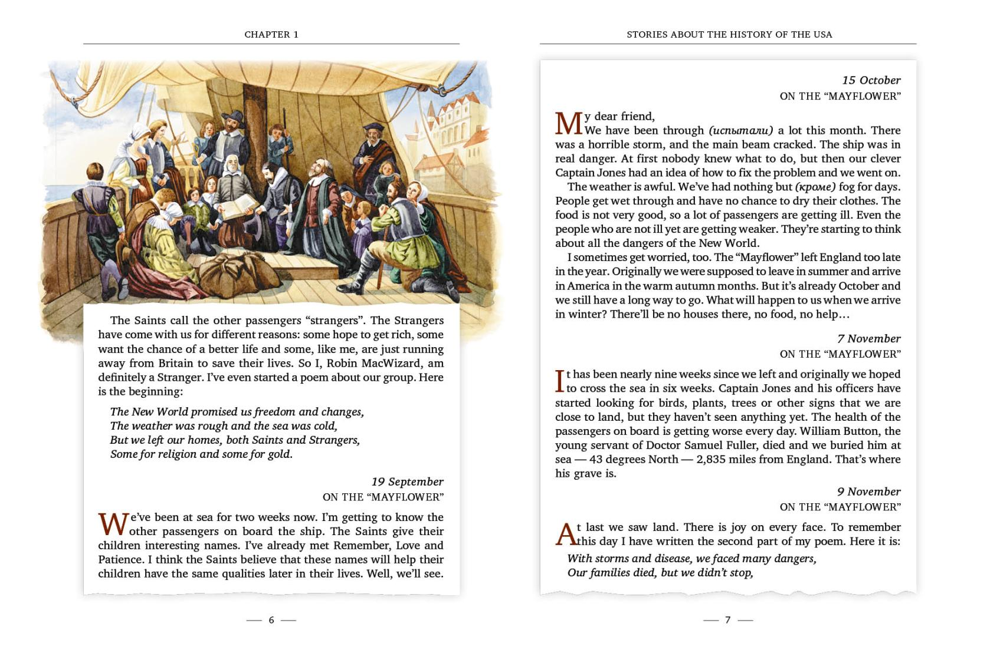 CHAPTER 1
The Saints call the other passengers “strangers”. The Strangers
have come with us for different reasons: some hope to get rich, some
want the chance of a better life and some, like me, are just running
away from Britain to save their lives. So I, Robin MacWizard, am
definitely a Stranger. I’ve even started a poem about our group. Here
is the beginning:
The New World promised us freedom and changes,
The weather was rough and the sea was cold,
But we left our homes, both Saints and Strangers,
Some for religion and some for gold.
19 September
ON THE “MAYFLOWER”
We’ve been at sea for two weeks now. I’m getting to know the
other passengers on board the ship. The Saints give their
children interesting names. I’ve already met Remember, Love and
Patience. I think the Saints believe that these names will help their
children have the same qualities later in their lives. Well, we’ll see.
— 6 —
STORIES ABOUT THE HISTORY OF THE USA
15 October
ON THE “MAYFLOWER”
My dear friend,
We have been through (испытали) a lot this month. There
was a horrible storm, and the main beam cracked. The ship was in
real danger. At first nobody knew what to do, but then our clever
Captain Jones had an idea of how to fix the problem and we went on.
The weather is awful. We’ve had nothing but (кроме) fog for days.
People get wet through and have no chance to dry their clothes. The
food is not very good, so a lot of passengers are getting ill. Even the
people who are not ill yet are getting weaker. They’re starting to think
about all the dangers of the New World.
I sometimes get worried, too. The “Mayflower” left England too late
in the year. Originally we were supposed to leave in summer and arrive
in America in the warm autumn months. But it’s already October and
we still have a long way to go. What will happen to us when we arrive
in winter? There’ll be no houses there, no food, no help…
7 November
ON THE “MAYFLOWER”
It has been nearly nine weeks since we left and originally we hoped
to cross the sea in six weeks. Captain Jones and his officers have
started looking for birds, plants, trees or other signs that we are
close to land, but they haven’t seen anything yet. The health of the
passengers on board is getting worse every day. William Button, the
young servant of Doctor Samuel Fuller, died and we buried him at
sea — 43 degrees North — 2,835 miles from England. That’s where
his grave is.
9 November
ON THE “MAYFLOWER”
At last we saw land. There is joy on every face. To remember
this day I have written the second part of my poem. Here it is:
With storms and disease, we faced many dangers,
Our families died, but we didn’t stop,
— 7 —